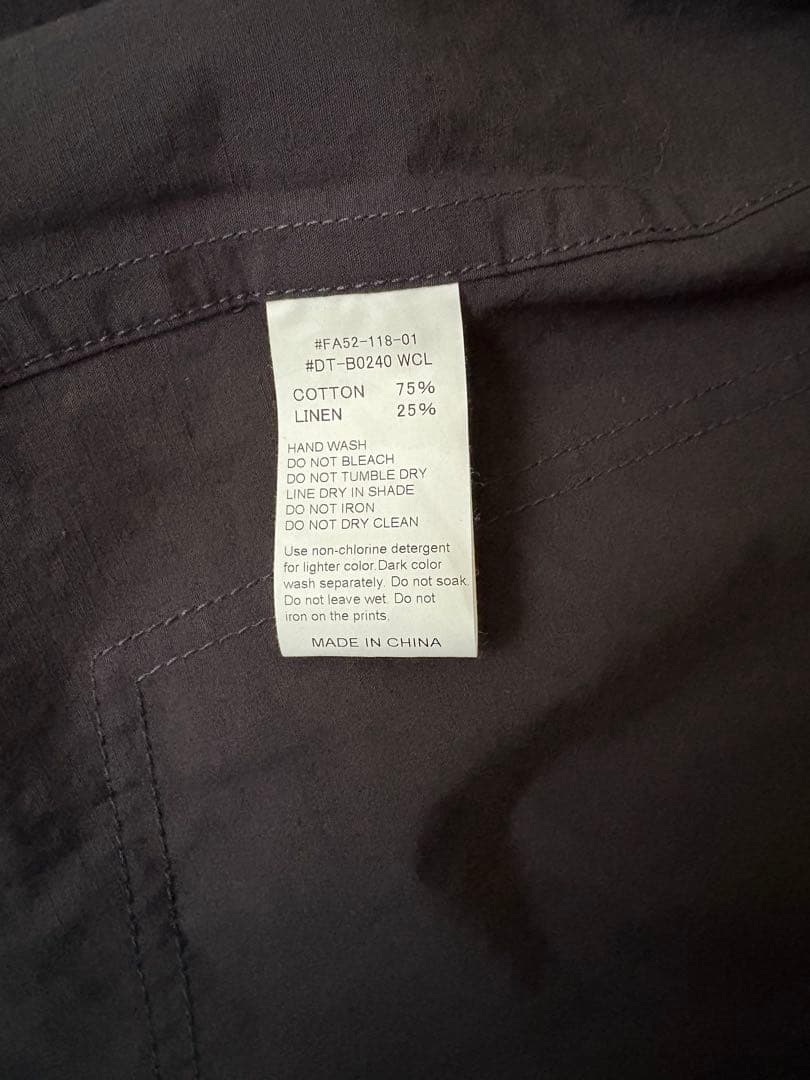 #FA52-118-01
#DT-B0240 WCL
COTTON 75%
LINEN 25%
HAND WASH
DO NOT BLEACH
DO NOT TUMBLE DRY
LINE DRY IN SHADE
DO NOT IRON
DO NOT DRY CLEAN
Use non-chlorine detergent
for lighter color.Dark color
wash separately. Do not soak.
Do not leave wet. Do not
iron on the prints.
MADE IN CHINA